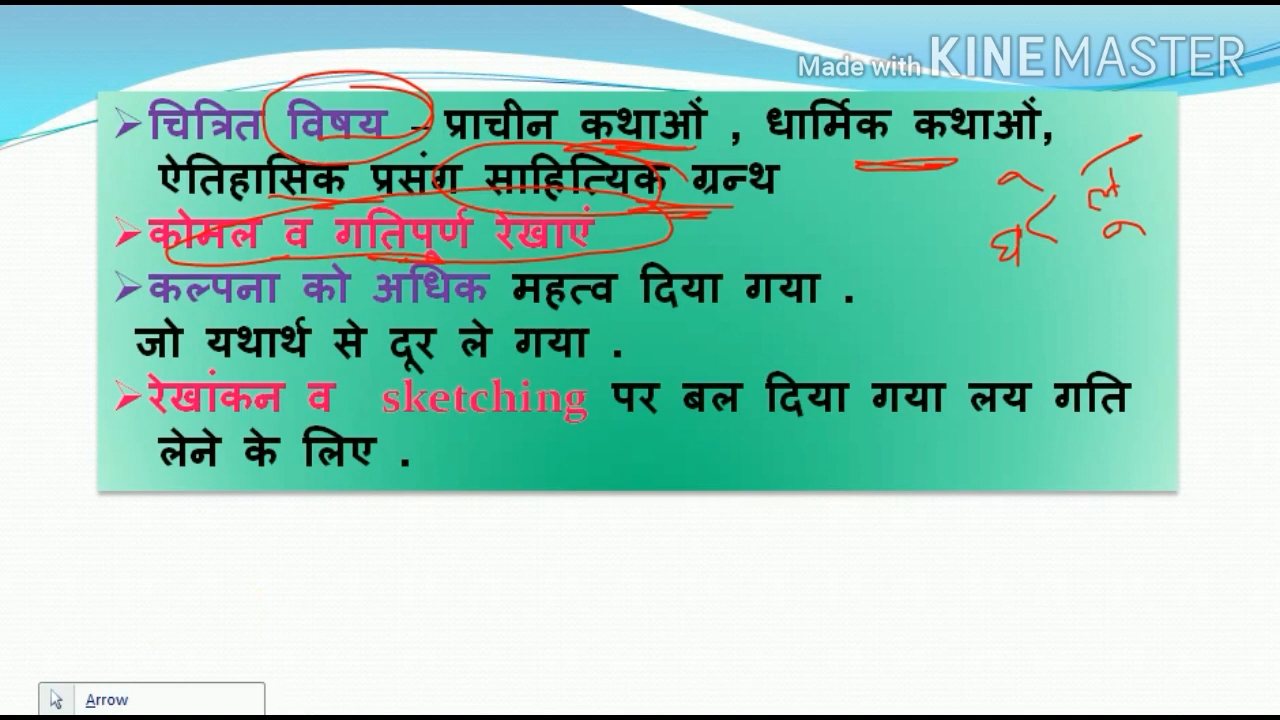 Made with KINEMASTER
चित्रित विषय – प्राचीन कथाओं , धार्मिक कथाओं,
ऐतिहासिक प्रसंग साहित्यिक ग्रन्थ
कोमल व गतिपूर्ण रेखाएं
कल्पना को अधिक महत्व दिया गया .
जो यथार्थ से दूर ले गया .
रेखांकन व sketching पर बल दिया गया लय गति
लेने के लिए .
Arrow